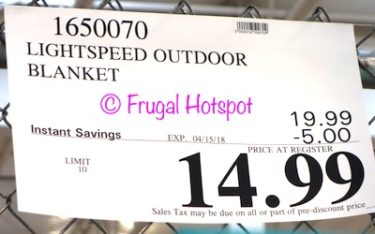 1650070
LIGHTSPEED OUTDOOR
BLANKET
© Frugal Hotspot
19.99
Instant Savings EXP. 04/15/18 -5.00
PRICE AT REGISTER
LIMIT
10
14.99
Sales Tax may be due on all or part of pre-discount price